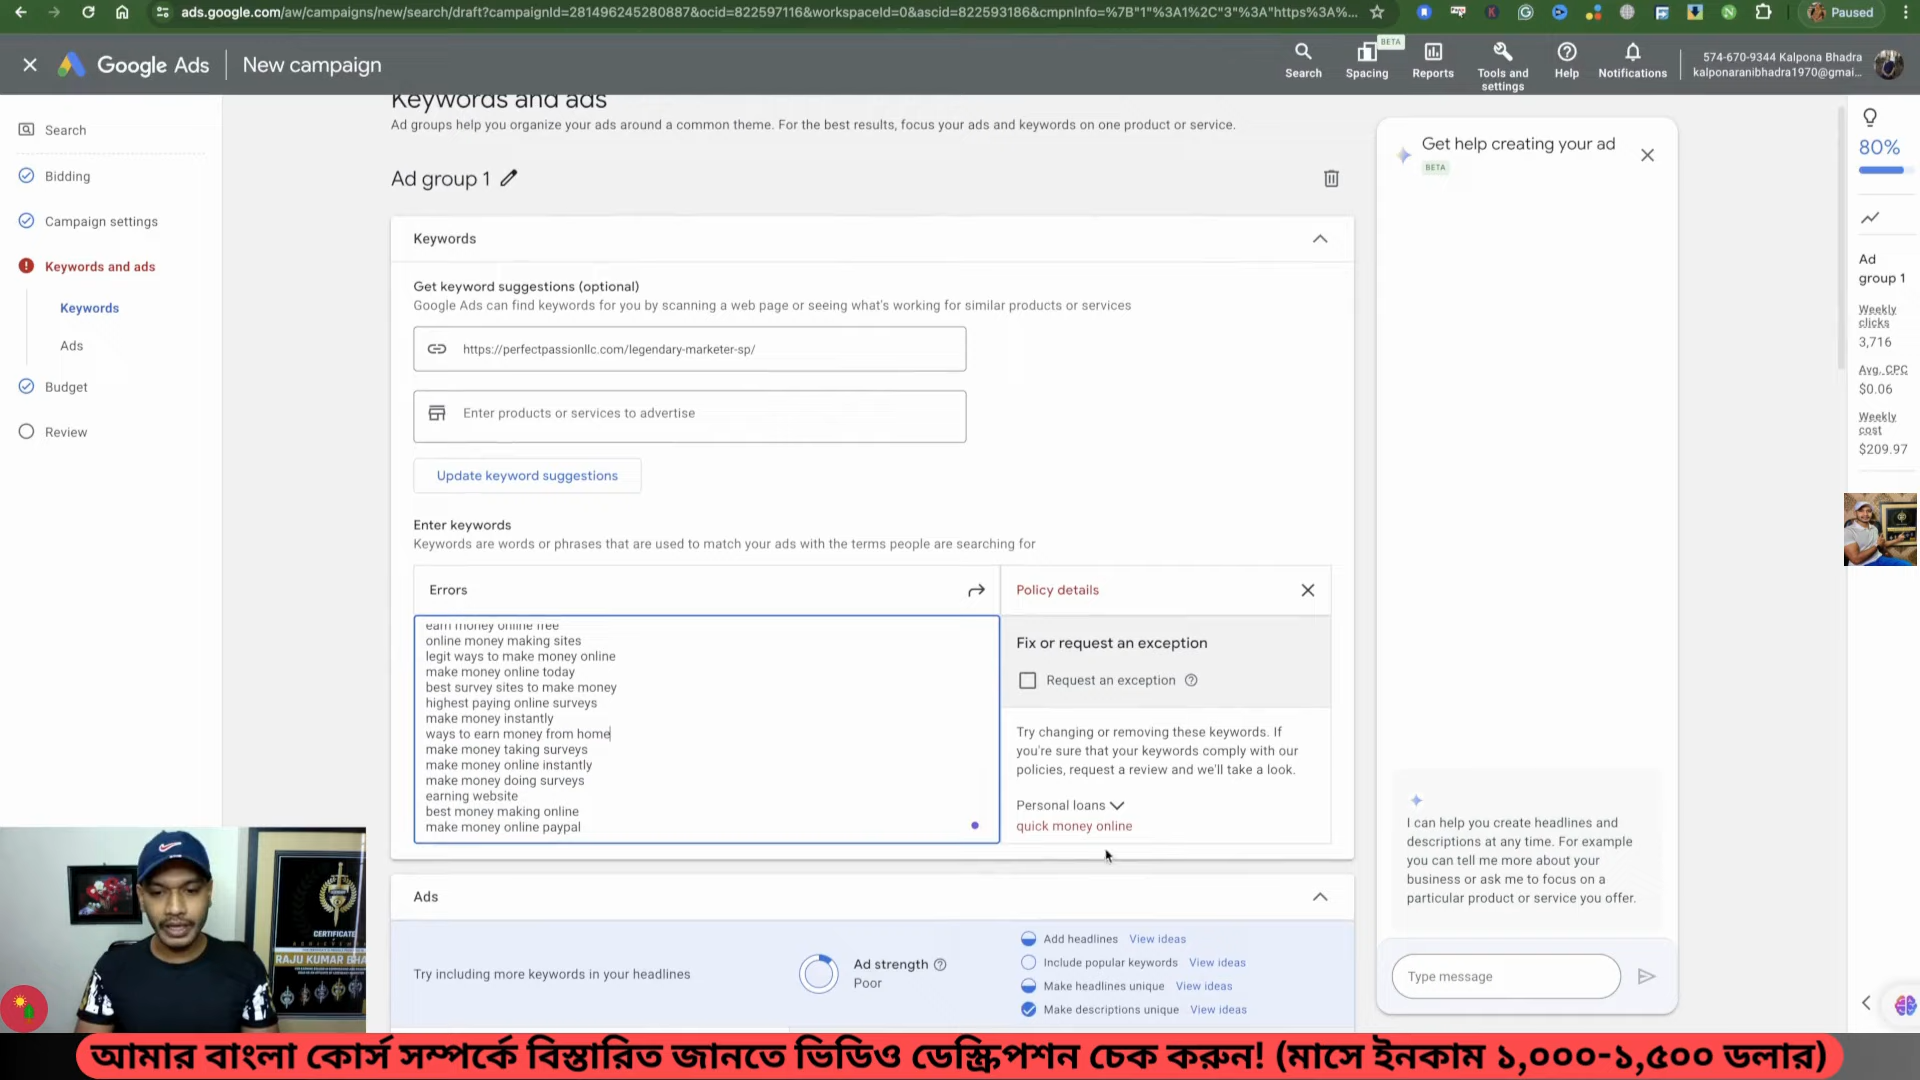 ads.google.com/aw/campaigns/new/search/draft?campaignId=281496245280887&ocid=822597116&workspaceId=0&ascid=822593186&cmpnInfo=%7B"1"%3A1%2C"3"%3A"https%3A%...
Paused
Google Ads
New campaign
BETA
Search
Spacing
Reports
Tools and
settings
Help
Notifications
574-670-9344 Kalpona Bhadra
kalponaranibhadra1970@gmai...
Search
Bidding
Campaign settings
Keywords and ads
Keywords
Ads
Budget
Review
Keywords and ads
Ad groups help you organize your ads around a common theme. For the best results, focus your ads and keywords on one product or service.
Ad group 1
Keywords
Get keyword suggestions (optional)
Google Ads can find keywords for you by scanning a web page or seeing what's working for similar products or services
https://perfectpassionllc.com/legendary-marketer-sp/
Enter products or services to advertise
Update keyword suggestions
Enter keywords
Keywords are words or phrases that are used to match your ads with the terms people are searching for
Errors
earn money online free
online money making sites
legit ways to make money online
make money online today
best survey sites to make money
highest paying online surveys
make money instantly
ways to earn money from home
make money taking surveys
make money online instantly
make money doing surveys
earning website
best money making online
make money online paypal
Policy details
Fix or request an exception
Request an exception
Try changing or removing these keywords. If
you're sure that your keywords comply with our
policies, request a review and we'll take a look.
Personal loans
quick money online
Ads
Try including more keywords in your headlines
Ad strength
Poor
Add headlines View ideas
Include popular keywords View ideas
Make headlines unique View ideas
Make descriptions unique View ideas
Get help creating your ad
BETA
I can help you create headlines and
descriptions at any time. For example
you can tell me more about your
business or ask me to focus on a
particular product or service you offer.
Type message
80%
Ad
group 1
Weekly
clicks
3,716
Avg. CPC
$0.06
Weekly
cost
$209.97
CERTIFICATE
RAJU KUMAR BHA
আমার বাংলা কোর্স সম্পর্কে বিস্তারিত জানতে ভিডিও ডেস্ক্রিপশন চেক করুন! (মাসে ইনকাম ১,০০০-১,৫০০ ডলার)